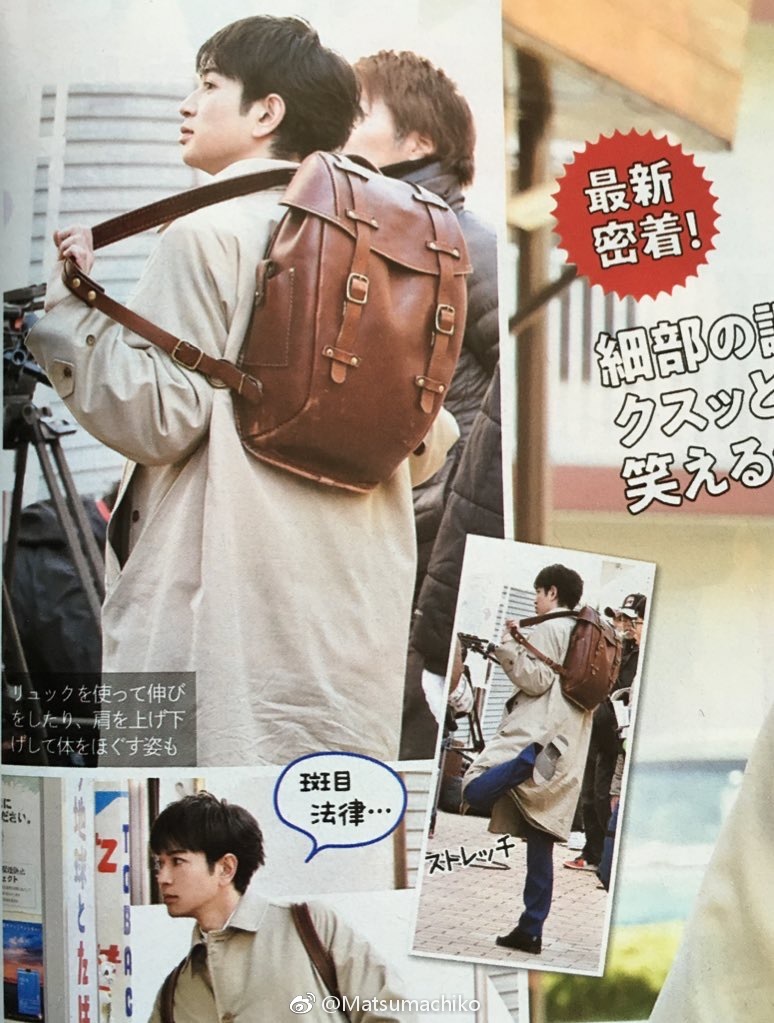 最新
密着!
細部の
クスッと
笑える
リュックを使って伸び
をしたり、肩を上げ下
げして体をほぐす姿も
斑目
法律…
ストレッチ
ださい。
地球とたば
TOBAC
@Matsumachiko